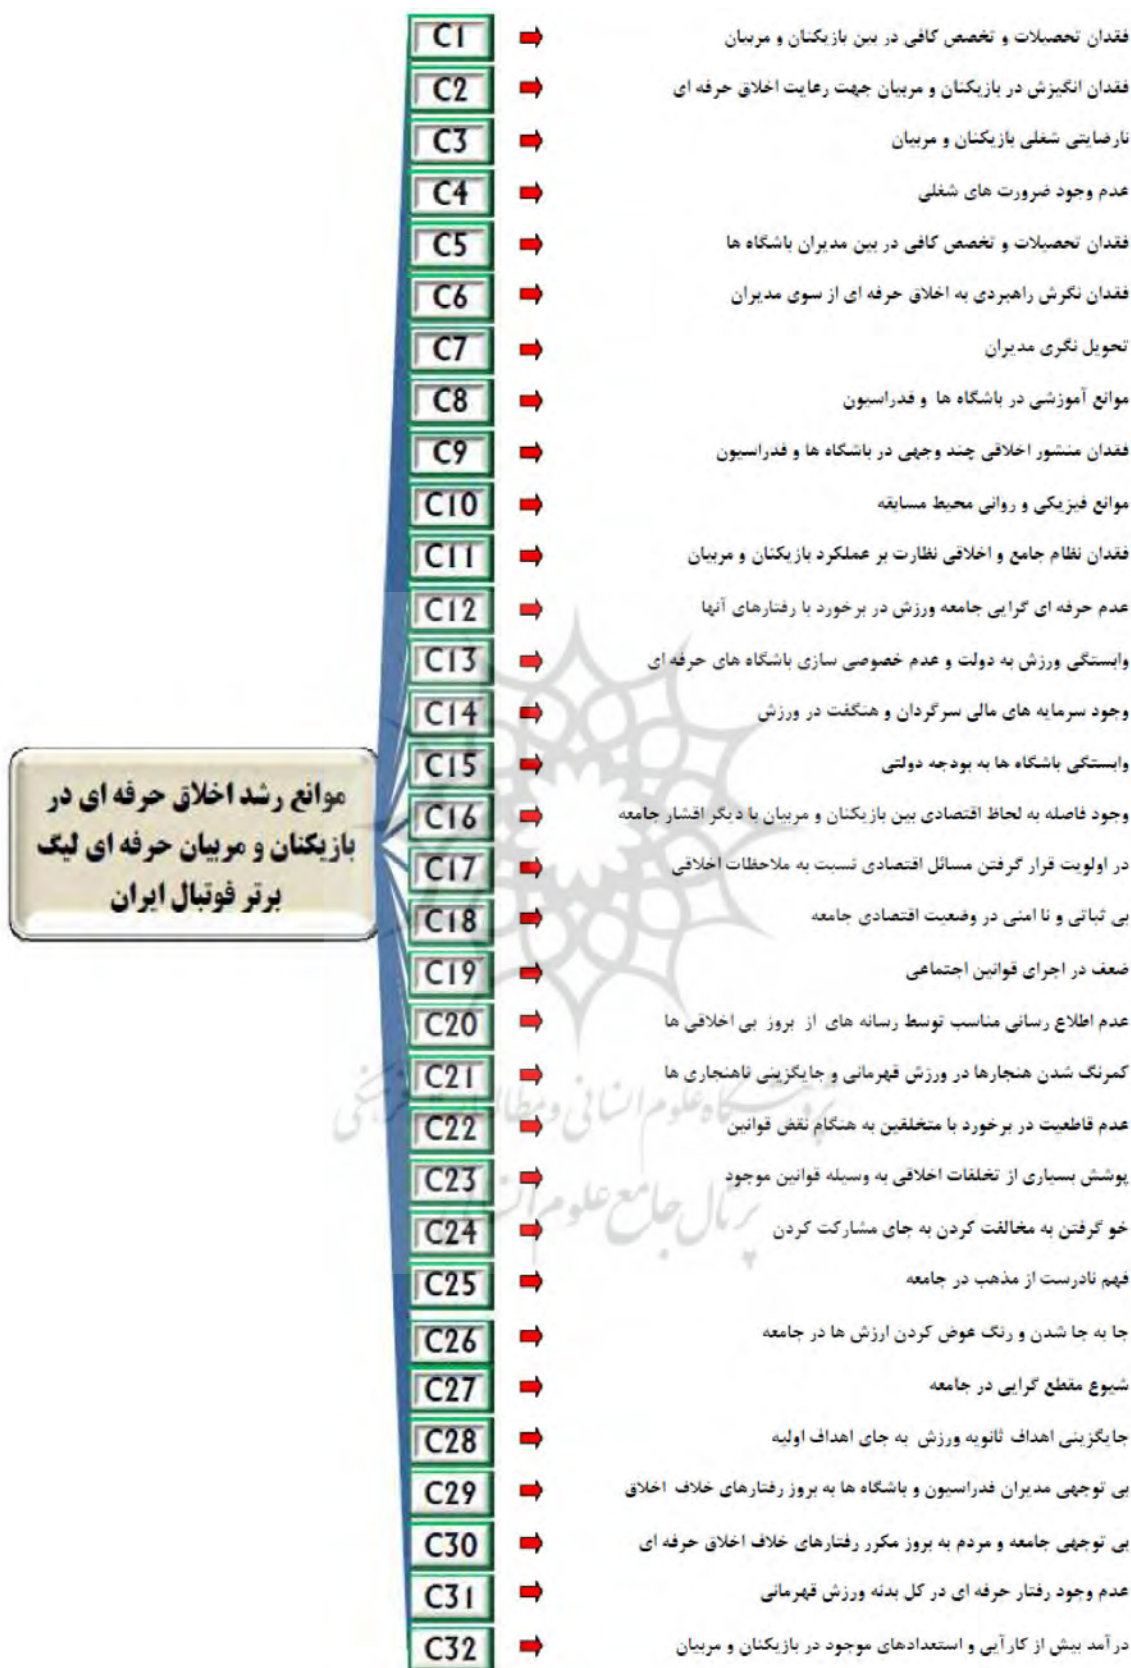 C1 فقدان تحصیلات و تخصص کافی در بین بازیکنان و مربیان
C2 فقدان انگیزش در بازیکنان و مربیان جهت رعایت اخلاق حرفه ای
C3 نارضایتی شغلی بازیکنان و مربیان
C4 عدم وجود ضرورت های شغلی
C5 فقدان تحصیلات و تخصص کافی در بین مدیران باشگاه ها
C6 فقدان نگرش راهبردی به اخلاق حرفه ای از سوی مدیران
C7 تحویل نگری مدیران
C8 موانع آموزشی در باشگاه ها و فدراسیون
C9 فقدان منشور اخلاقی چند وجهی در باشگاه ها و فدراسیون
C10 موانع فیزیکی و روانی محیط مسابقه
C11 فقدان نظام جامع و اخلاقی نظارت بر عملکرد بازیکنان و مربیان
C12 عدم حرفه ای گرایی جامعه ورزش در برخورد با رفتارهای آنها
C13 وابستگی ورزش به دولت و عدم خصوصی سازی باشگاه های حرفه ای
C14 وجود سرمایه های مالی سرگردان و هنگفت در ورزش
C15 وابستگی باشگاه ها به بودجه دولتی
C16 وجود فاصله به لحاظ اقتصادی بین بازیکنان و مربیان با دیگر اقشار جامعه
C17 در اولویت قرار گرفتن مسائل اقتصادی نسبت به ملاحظات اخلاقی
C18 بی ثباتی و نا امنی در وضعیت اقتصادی جامعه
C19 ضعف در اجرای قوانین اجتماعی
C20 عدم اطلاع رسانی مناسب توسط رسانه های از بروز بی اخلاقی ها
C21 کمرنگ شدن هنجارها در ورزش قهرمانی و جایگزینی ناهنجاری ها
C22 عدم قاطعیت در برخورد با متخلفین به هنگام نقض قوانین
C23 پوشش بسیاری از تخلفات اخلاقی به وسیله قوانین موجود
C24 خو گرفتن به مخالفت کردن به جای مشارکت کردن
C25 فهم نادرست از مذهب در جامعه
C26 جا به جا شدن و رنگ عوض کردن ارزش ها در جامعه
C27 شیوع مقطع گرایی در جامعه
C28 جایگزینی اهداف ثانویه ورزش به جای اهداف اولیه
C29 بی توجهی مدیران فدراسیون و باشگاه ها به بروز رفتارهای خلاف اخلاق
C30 بی توجهی جامعه و مردم به بروز مکرر رفتارهای خلاف اخلاق حرفه ای
C31 عدم وجود رفتار حرفه ای در کل بدنه ورزش قهرمانی
C32 درآمد بیش از کارآیی و استعدادهای موجود در بازیکنان و مربیان
موانع رشد اخلاق حرفه ای در
بازیکنان و مربیان حرفه ای لیگ
برتر فوتبال ایران
پژوهشگاه علوم انسانی و مطالعات فرهنگی
پرتال جامع علوم انسانی